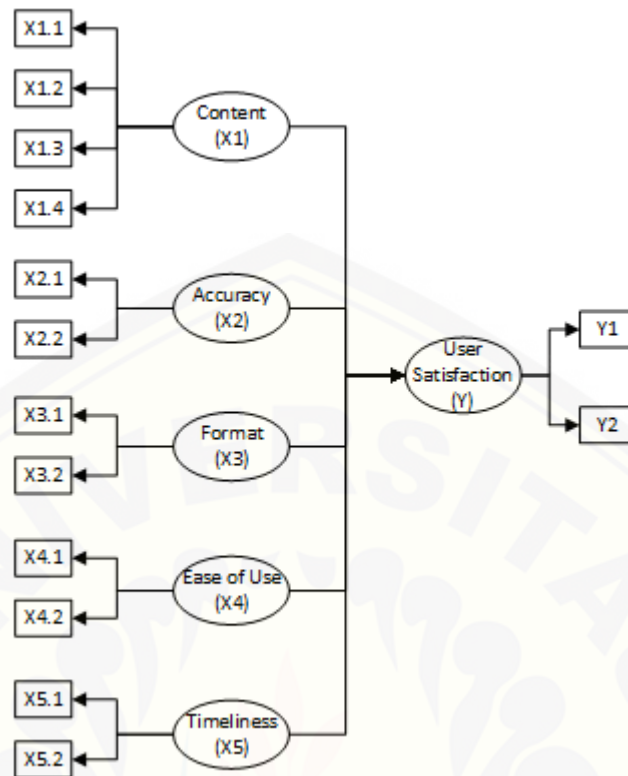 X1.1
X1.2
X1.3
X1.4
Content
(X1)
X2.1
X2.2
Accuracy
(X2)
X3.1
X3.2
Format
(X3)
X4.1
X4.2
Ease of Use
(X4)
X5.1
X5.2
Timeliness
(X5)
User
Satisfaction
(Y)
Y1
Y2
IVERSITA